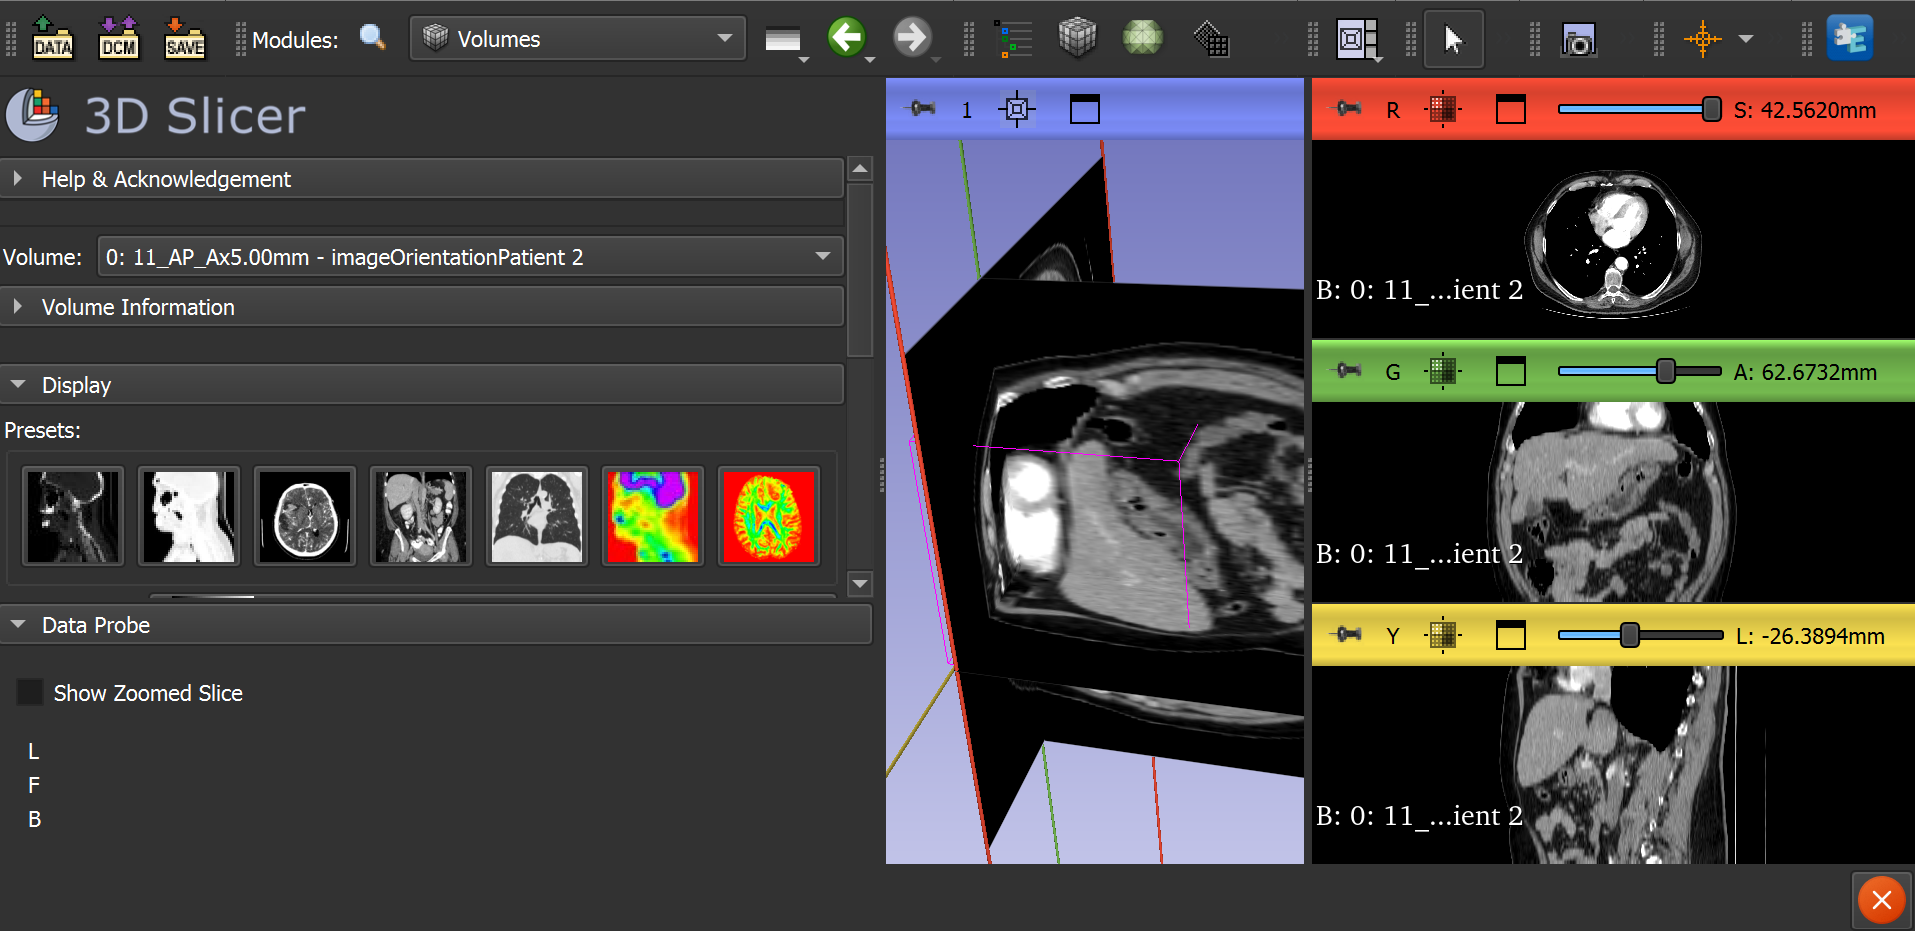 DATA DCM SAVE Modules: Volumes
3D Slicer
Help & Acknowledgement
Volume: 0: 11_AP_Ax5.00mm - imageOrientationPatient 2
Volume Information
Display
Presets:
Data Probe
Show Zoomed Slice
L
F
B
1
R S: 42.5620mm
B: 0: 11_...ient 2
G A: 62.6732mm
B: 0: 11_...ient 2
Y L: -26.3894mm
B: 0: 11_...ient 2
E